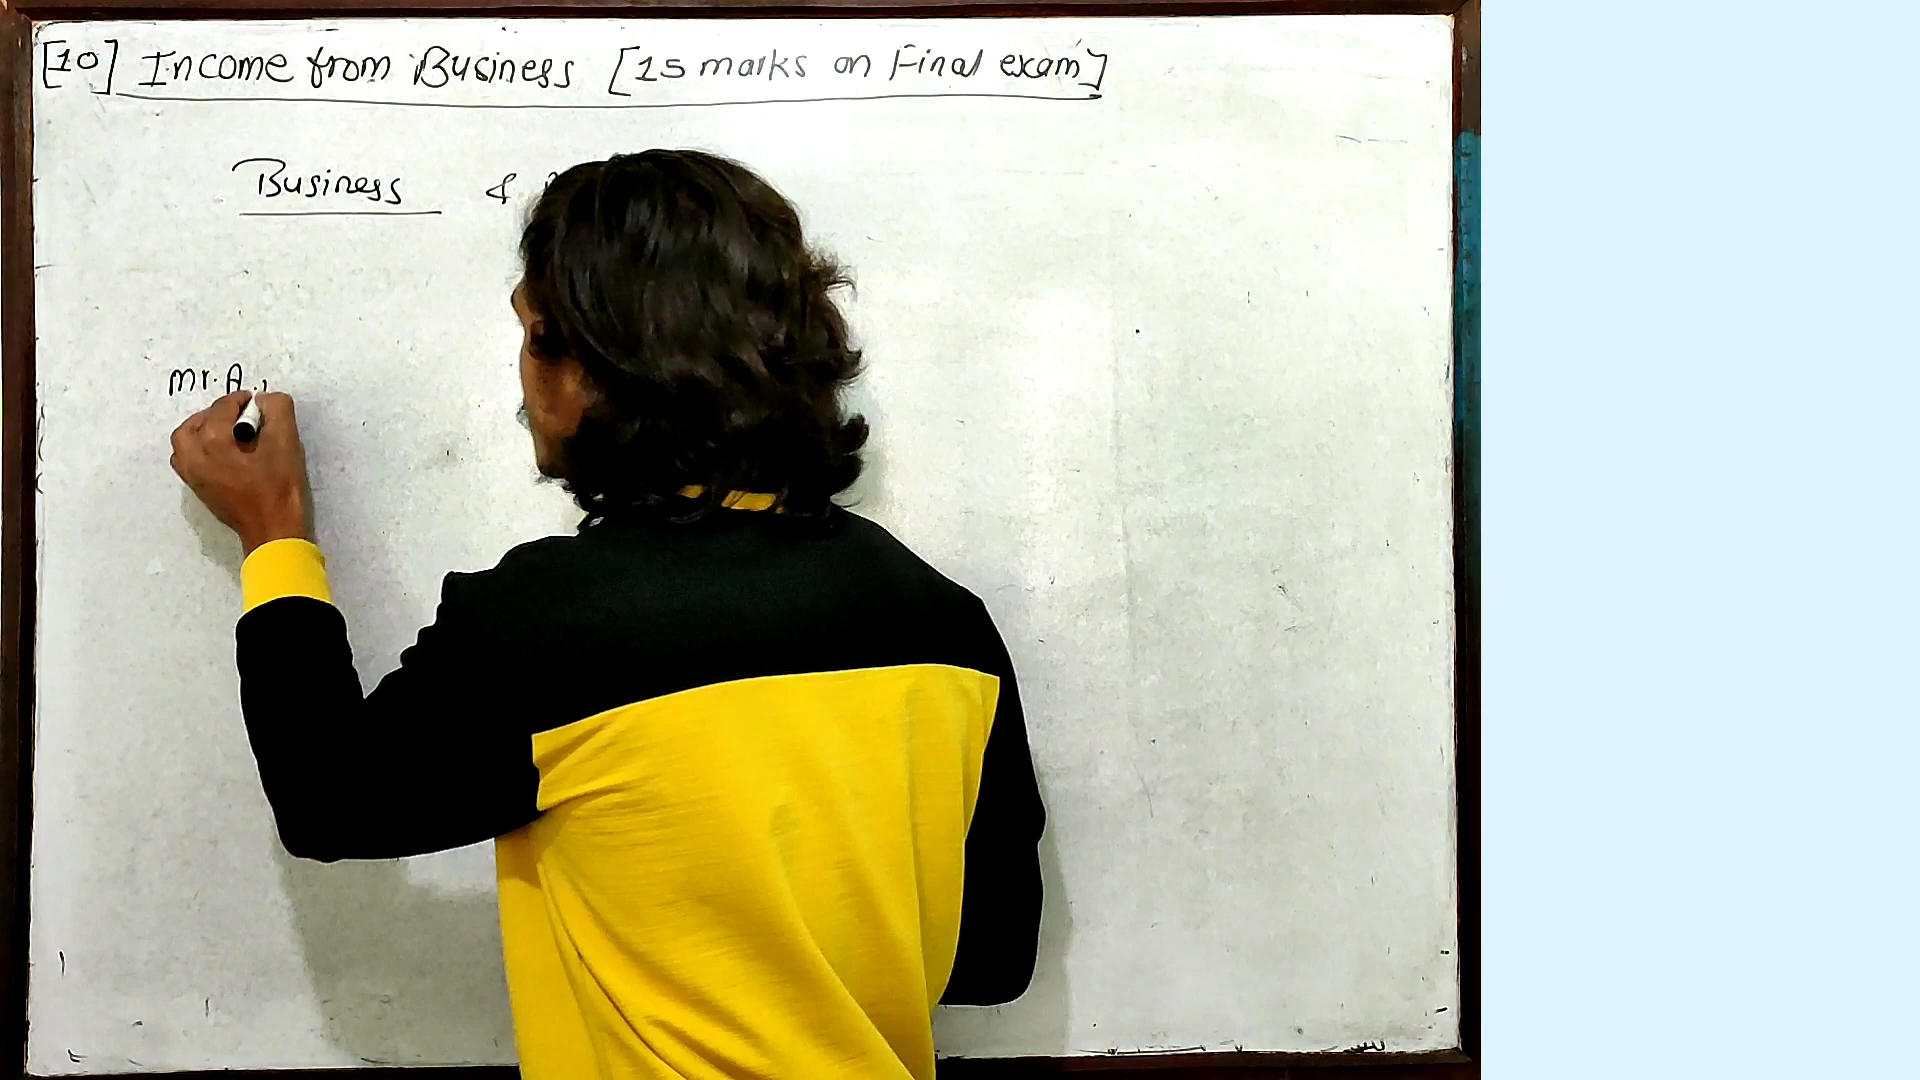 [10] Income from Business [15 marks on Final exam]
Business &
Mr. A